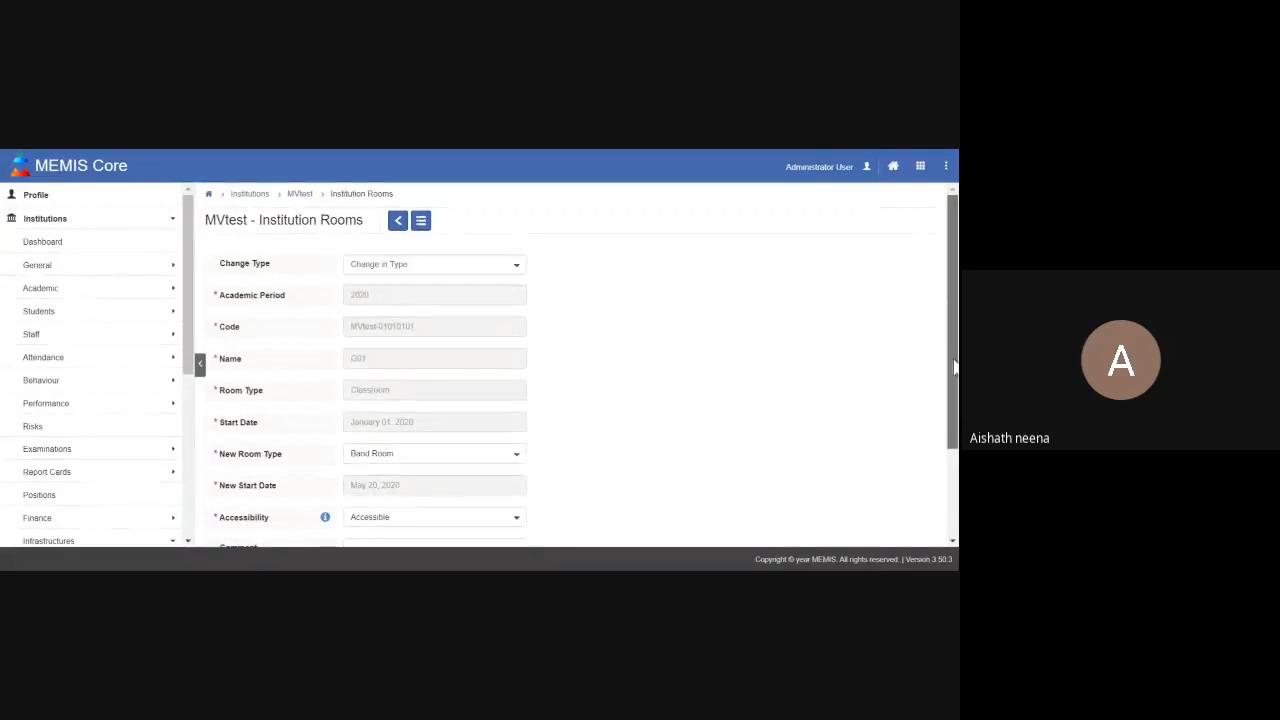 MEMIS Core
Administrator User
Profile
Institutions
Dashboard
General
Academic
Students
Staff
Attendance
Behaviour
Performance
Risks
Examinations
Report Cards
Positions
Finance
Infrastructures
Institutions > MVtest > Institution Rooms
MVtest - Institution Rooms
Change Type Change in Type
* Academic Period 2020
* Code MVtest-01010101
* Name G01
* Room Type Classroom
* Start Date January 01, 2020
* New Room Type Band Room
* New Start Date May 20, 2020
* Accessibility Accessible
Comment
Copyright © year MEMIS. All rights reserved. | Version 3.50.3
A
Aishath neena